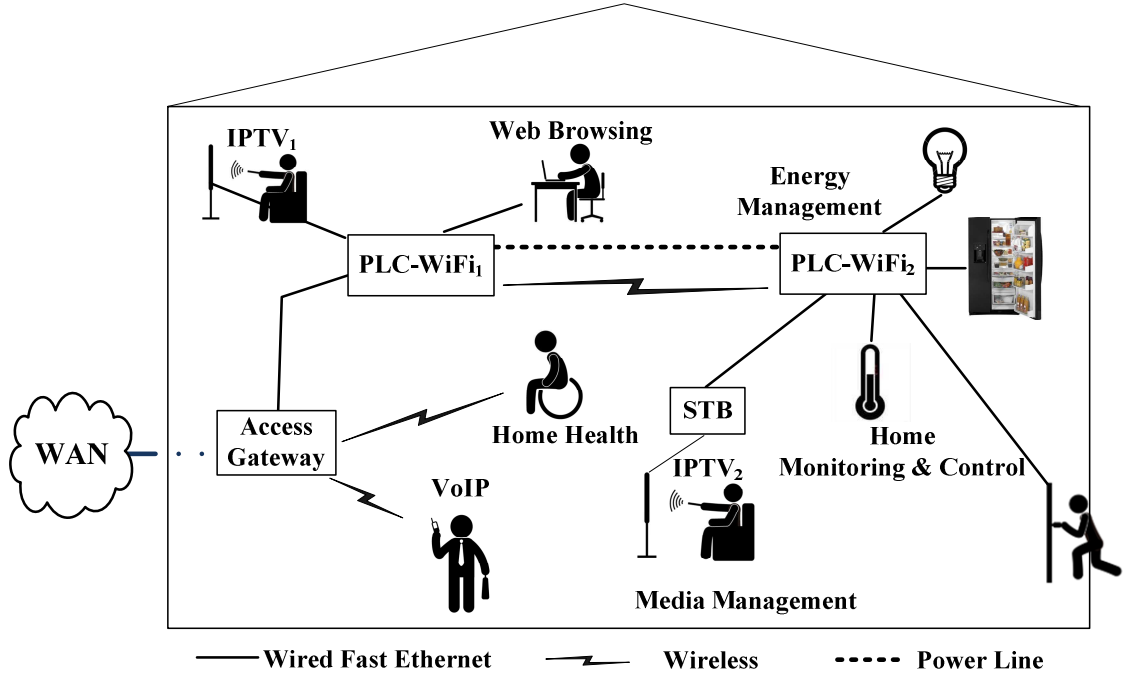 IPTV₁
Web Browsing
Energy
Management
PLC-WiFi₁
PLC-WiFi₂
STB
Access
Gateway
Home Health
Home
Monitoring & Control
WAN
IPTV₂
VoIP
Media Management
Wired Fast Ethernet
Wireless
Power Line